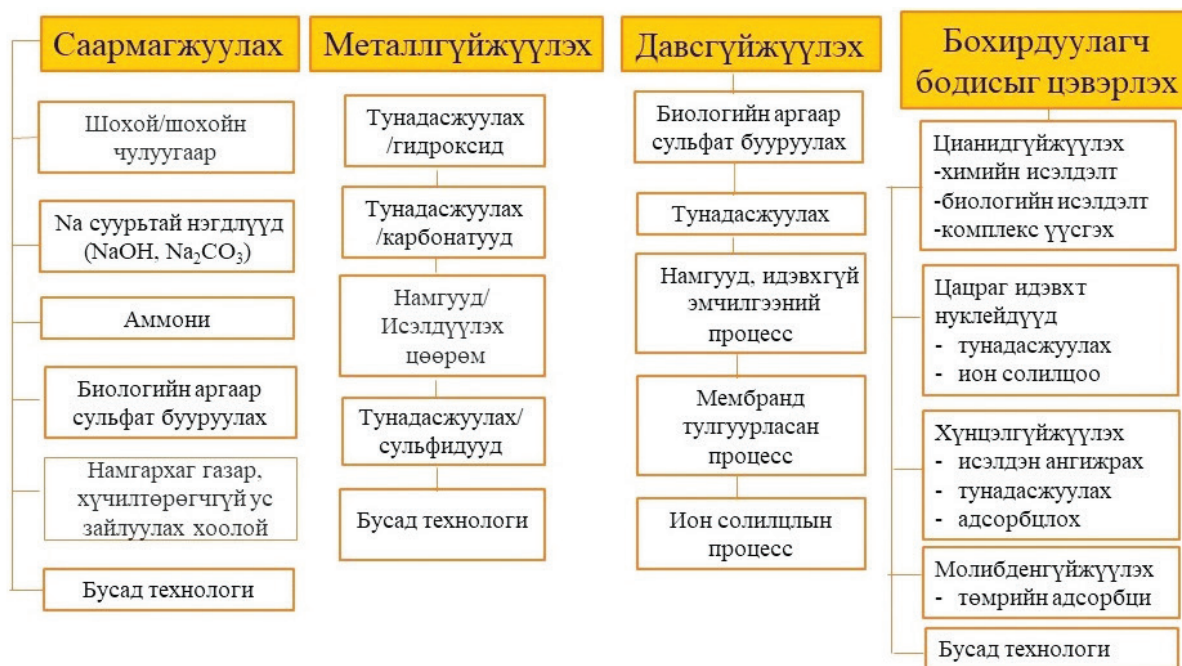 Саармагжуулах
Шохой/шохойн
чулуугаар
Na суурьтай нэгдлүүд
(NaOH, Na₂CO₃)
Аммони
Биологийн аргаар
сульфат бууруулах
Намгархаг газар,
хүчилтөрөгчгүй ус
зайлуулах хоолой
Бусад технологи
Металлгүйжүүлэх
Тунадасжуулах
/гидроксид
Тунадасжуулах
/карбонатууд
Намгууд/
Исэлдүүлэх
цөөрөм
Тунадасжуулах/
сульфидууд
Бусад технологи
Давсгүйжүүлэх
Биологийн аргаар
сульфат бууруулах
Тунадасжуулах
Намгууд, идэвхгүй
эмчилгээний
процесс
Мембранд
тулгуурласан
процесс
Ион солилцлын
процесс
Бохирдуулагч
бодисыг цэвэрлэх
Цианидгүйжүүлэх
-химийн исэлдэлт
-биологийн исэлдэлт
-комплекс үүсгэх
Цацраг идэвхт
нуклейдүүд
- тунадасжуулах
- ион солилцоо
Хүнцэлгүйжүүлэх
- исэлдэн ангижрах
- тунадасжуулах
- адсорбцлох
Молибденгүйжүүлэх
- төмрийн адсорбци
Бусад технологи